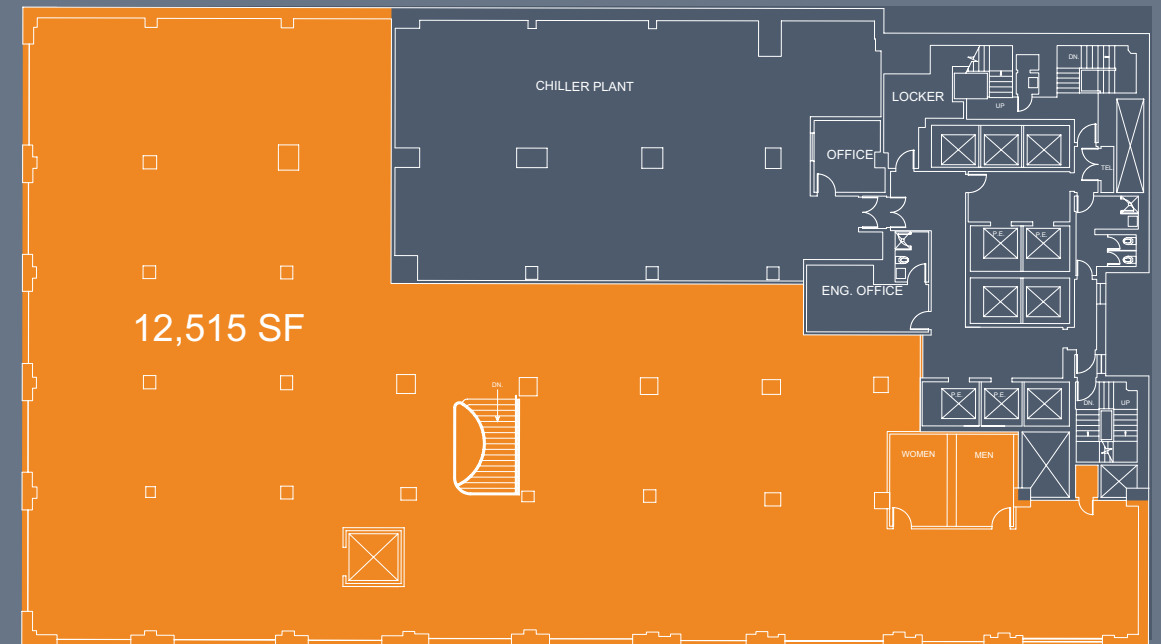 DN.
CHILLER PLANT
LOCKER
UP
OFFICE
TEL.
P.E.
P.E.
ENG. OFFICE
12,515 SF
DN.
P.E.
P.E.
DN.
UP
WOMEN
MEN